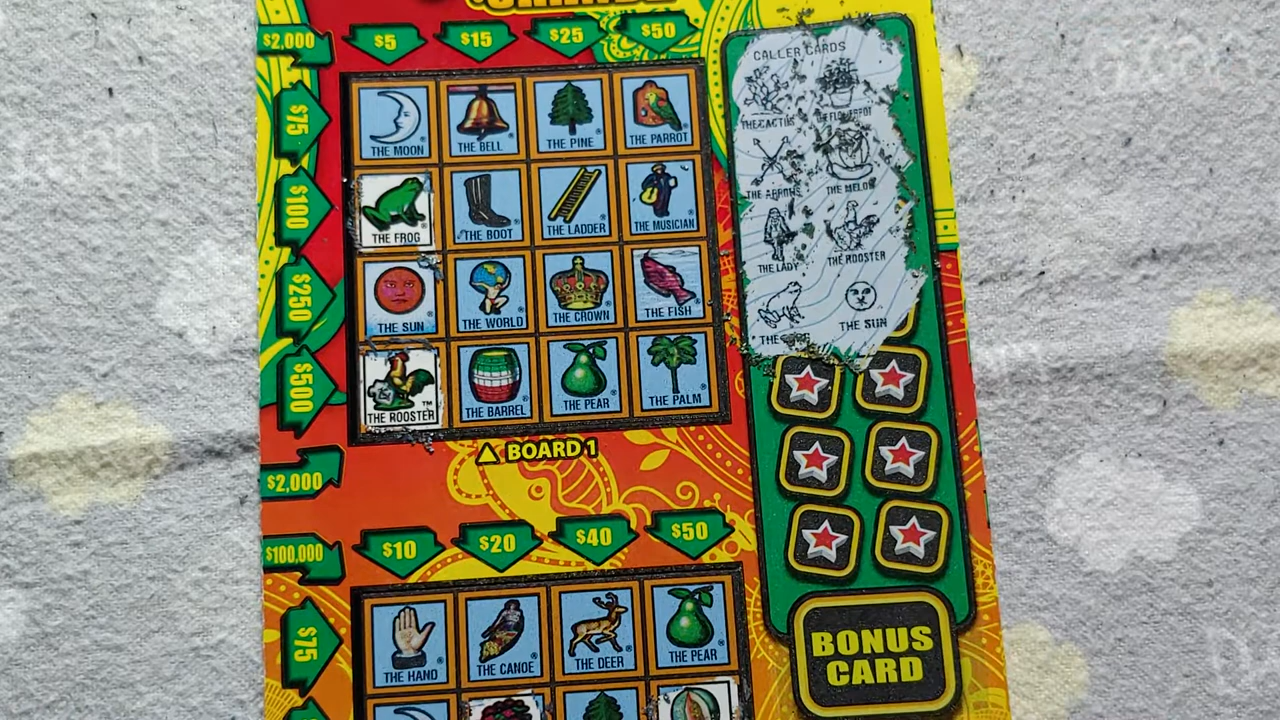 $2,000 $5 $15 $25 $50
$75
$100
$250
$500
THE MOON THE BELL THE PINE THE PARROT
THE FROG THE BOOT THE LADDER THE MUSICIAN
THE SUN THE WORLD THE CROWN THE FISH
THE ROOSTER™ THE BARREL THE PEAR THE PALM
BOARD 1
$2,000
$100,000 $10 $20 $40 $50
$75
THE HAND THE CANOE THE DEER THE PEAR
CALLER CARDS
THE CACTUS
THE ARROWS THE MELON
THE LADY THE ROOSTER
THE SUN
BONUS
CARD